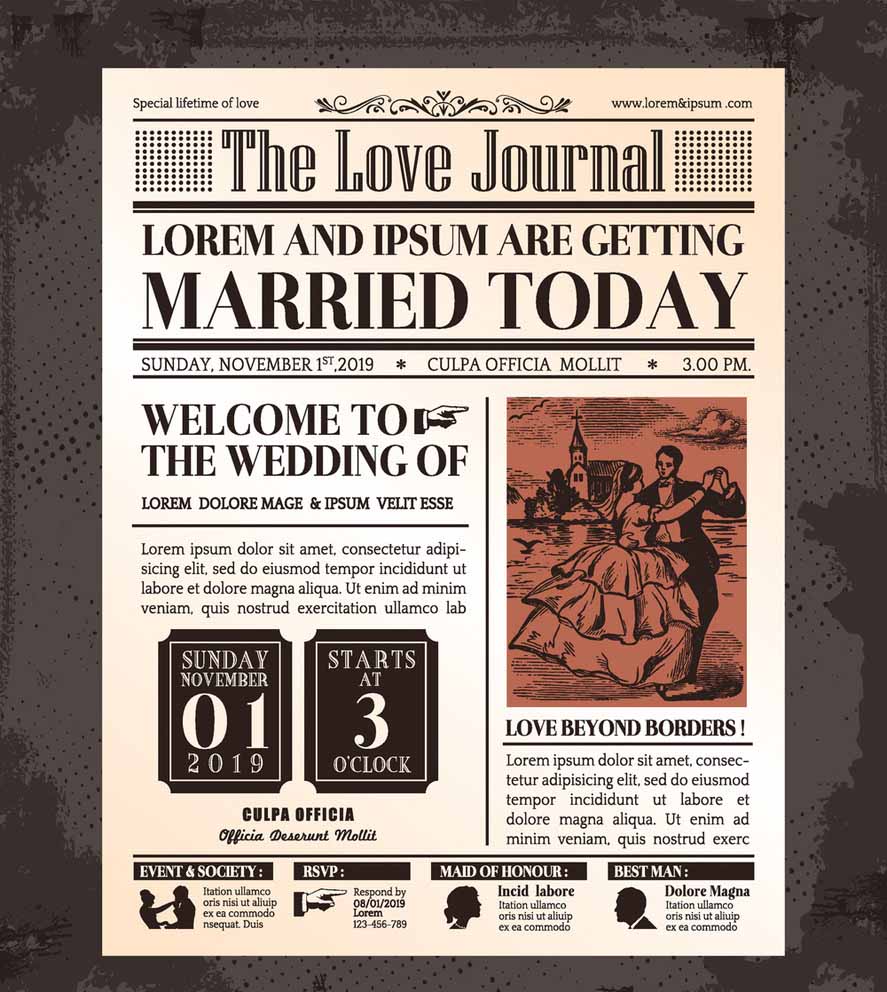 Special lifetime of love
www.lorem&ipsum .com
The Love Journal
LOREM AND IPSUM ARE GETTING
MARRIED TODAY
SUNDAY, NOVEMBER 1ST,2019 * CULPA OFFICIA MOLLIT * 3.00 PM.
WELCOME TO
THE WEDDING OF
LOREM DOLORE MAGE & IPSUM VELIT ESSE
Lorem ipsum dolor sit amet, consectetur adipi-
sicing elit, sed do eiusmod tempor incididunt ut
labore et dolore magna aliqua. Ut enim ad minim
veniam, quis nostrud exercitation ullamco lab
SUNDAY
NOVEMBER
01
2019
STARTS
AT
3
O'CLOCK
CULPA OFFICIA
Officia Deserunt Mollit
LOVE BEYOND BORDERS !
Lorem ipsum dolor sit amet, consec-
tetur adipisicing elit, sed do eiusmod
tempor incididunt ut labore et
dolore magna aliqua. Ut enim ad
minim veniam, quis nostrud exerc
EVENT & SOCIETY :
Itation ullamco
oris nisi ut aliuip
ex ea commodo
nsequat. Duis
RSVP :
Respond by
08/01/2019
Lorem
123-456-789
MAID OF HONOUR :
Incid labore
Itation ullamco
oris nisi ut aliuip
ex ea commodo
BEST MAN :
Dolore Magna
Itation ullamco
oris nisi ut aliuip
ex ea commodo